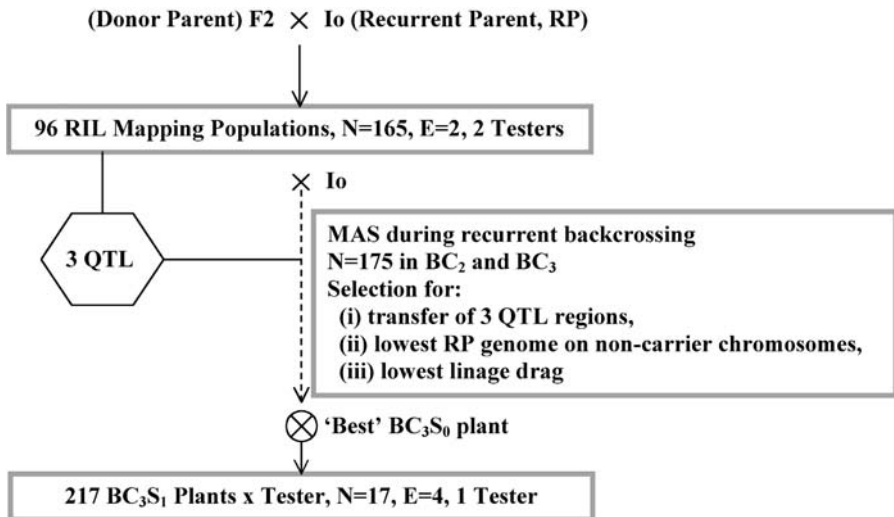 (Donor Parent) F2 × Io (Recurrent Parent, RP)
96 RIL Mapping Populations, N=165, E=2, 2 Testers
× Io
3 QTL
MAS during recurrent backcrossing
N=175 in BC₂ and BC₃
Selection for:
(i) transfer of 3 QTL regions,
(ii) lowest RP genome on non-carrier chromosomes,
(iii) lowest linage drag
‘Best’ BC₃S₀ plant
217 BC₃S₁ Plants x Tester, N=17, E=4, 1 Tester